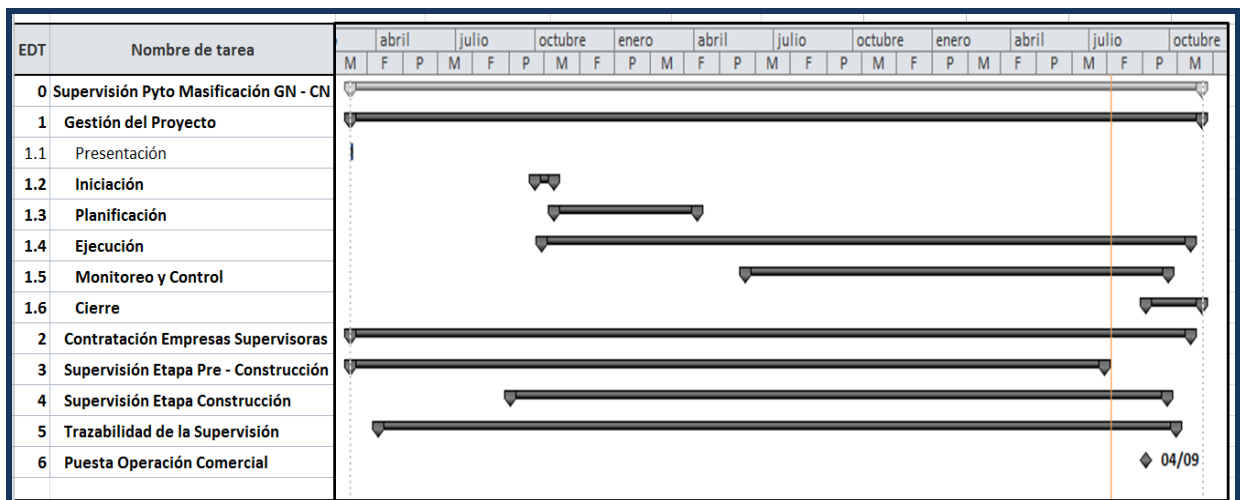 EDT Nombre de tarea
abril julio octubre enero abril julio octubre enero abril julio octubre
M F P M F P M F P M F P M F P M F P M F P M F P M
0 Supervisión Pyto Masificación GN - CN
1 Gestión del Proyecto
1.1 Presentación
1.2 Iniciación
1.3 Planificación
1.4 Ejecución
1.5 Monitoreo y Control
1.6 Cierre
2 Contratación Empresas Supervisoras
3 Supervisión Etapa Pre - Construcción
4 Supervisión Etapa Construcción
5 Trazabilidad de la Supervisión
6 Puesta Operación Comercial 04/09